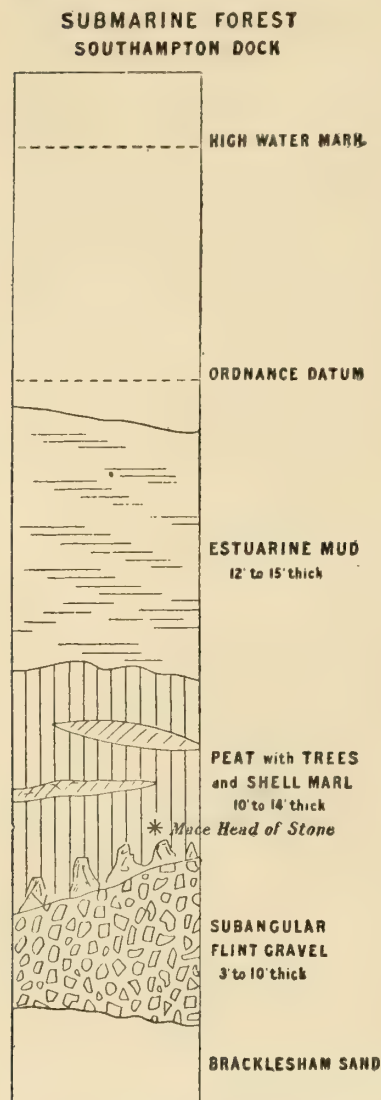 SUBMARINE FOREST
SOUTHAMPTON DOCK
HIGH WATER MARK
ORDNANCE DATUM
ESTUARINE MUD
12' to 15' thick
PEAT with TREES
and SHELL MARL
10' to 14' thick
Mace Head of Stone
SUBANGULAR
FLINT GRAVEL
3' to 10' thick
BRACKLESHAM SAND